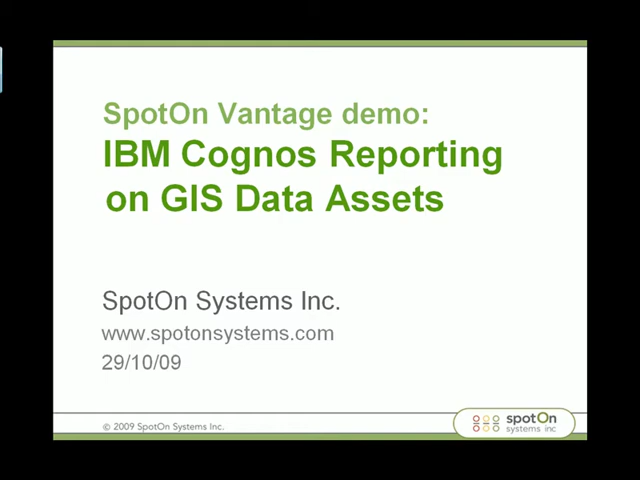 SpotOn Vantage demo:
IBM Cognos Reporting
on GIS Data Assets
SpotOn Systems Inc.
www.spotonsystems.com
29/10/09
© 2009 SpotOn Systems Inc.
spotOn
systems inc